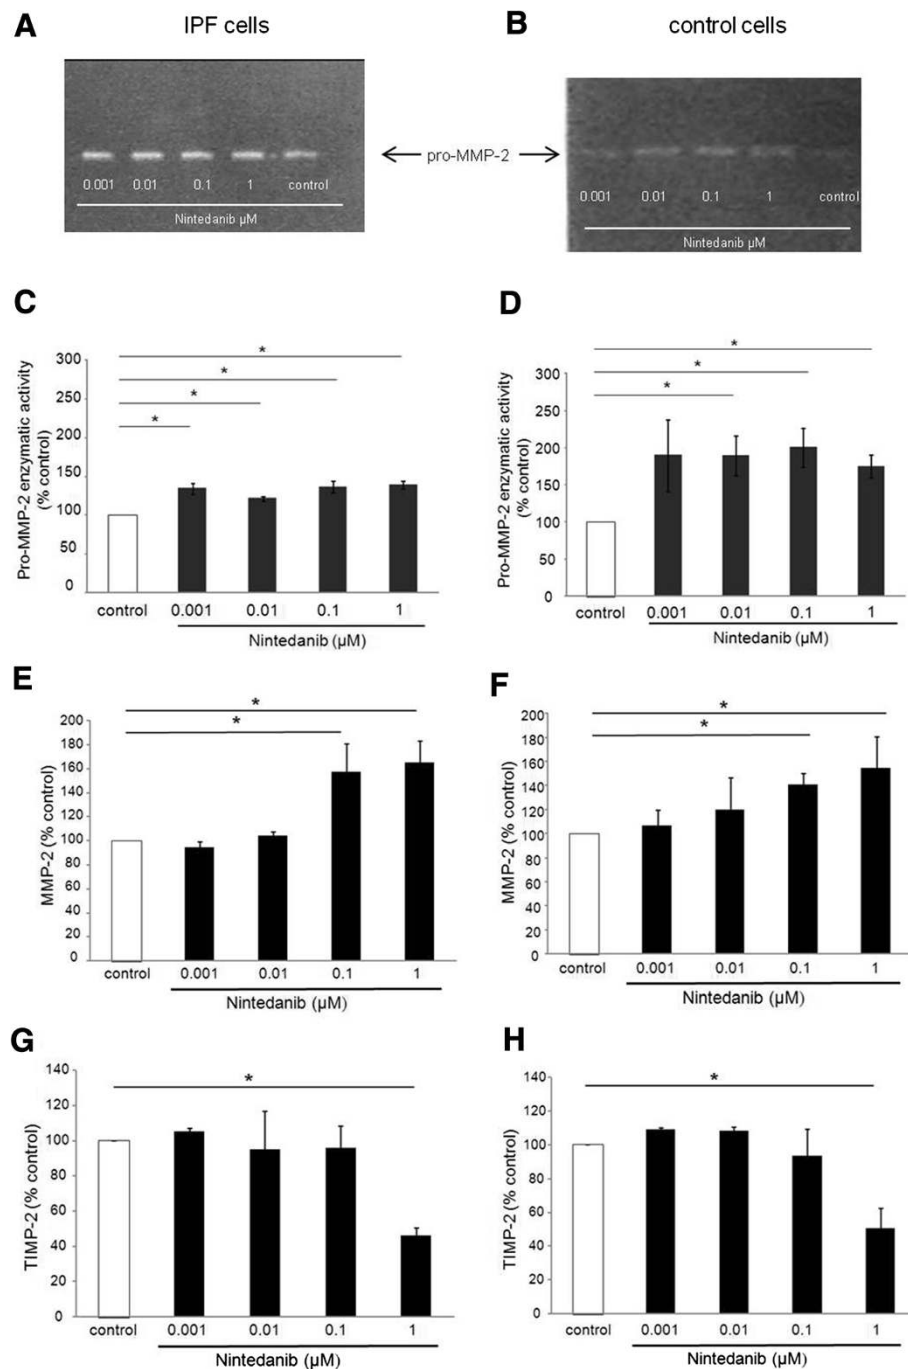 A IPF cells
B control cells
0.001 0.01 0.1 1 control
Nintedanib µM
pro-MMP-2
0.001 0.01 0.1 1 control
Nintedanib µM
C
Pro-MMP-2 enzymatic activity
(% control)
300
250
200
150
100
50
0
* * * *
control 0.001 0.01 0.1 1
Nintedanib (µM)
D
Pro-MMP-2 enzymatic activity
(% control)
300
250
200
150
100
50
0
* * *
control 0.001 0.01 0.1 1
Nintedanib (µM)
E
MMP-2 (% control)
200
180
160
140
120
100
80
60
40
20
0
* *
control 0.001 0.01 0.1 1
Nintedanib (µM)
F
MMP-2 (% control)
200
180
160
140
120
100
80
60
40
20
0
* *
control 0.001 0.01 0.1 1
Nintedanib (µM)
G
TIMP-2 (% control)
140
120
100
80
60
40
20
0
*
control 0.001 0.01 0.1 1
Nintedanib (µM)
H
TIMP-2 (% control)
140
120
100
80
60
40
20
0
*
control 0.001 0.01 0.1 1
Nintedanib (µM)